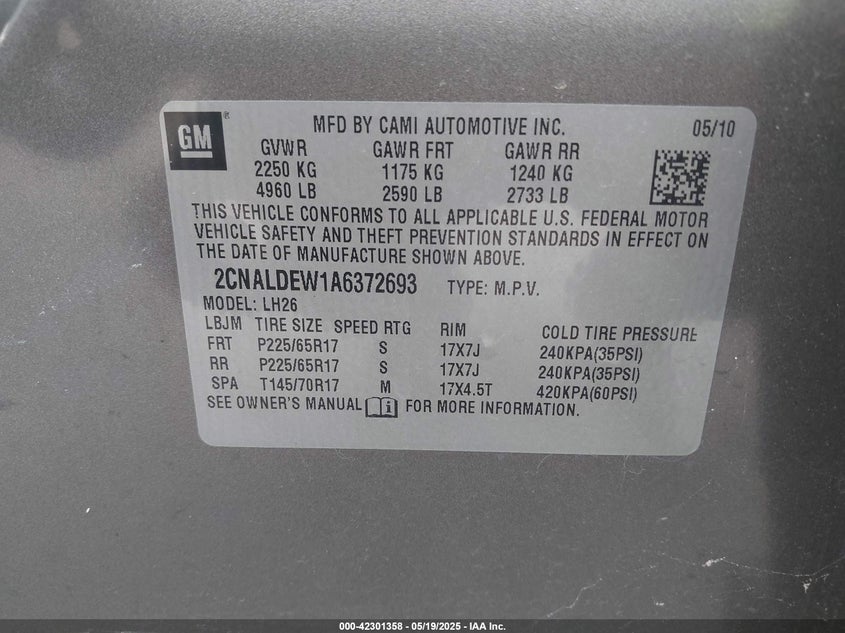 GM®
MFD BY CAMI AUTOMOTIVE INC. 05/10
GVWR GAWR FRT GAWR RR
2250 KG 1175 KG 1240 KG
4960 LB 2590 LB 2733 LB
THIS VEHICLE CONFORMS TO ALL APPLICABLE U.S. FEDERAL MOTOR
VEHICLE SAFETY AND THEFT PREVENTION STANDARDS IN EFFECT ON
THE DATE OF MANUFACTURE SHOWN ABOVE.
2CNALDEW1A6372693 TYPE: M.P.V.
MODEL: LH26
LBJM TIRE SIZE SPEED RTG RIM COLD TIRE PRESSURE
FRT P225/65R17 S 17X7J 240KPA(35PSI)
RR P225/65R17 S 17X7J 240KPA(35PSI)
SPA T145/70R17 M 17X4.5T 420KPA(60PSI)
SEE OWNER'S MANUAL FOR MORE INFORMATION.
000-42301358 - 05/19/2025 - IAA Inc.